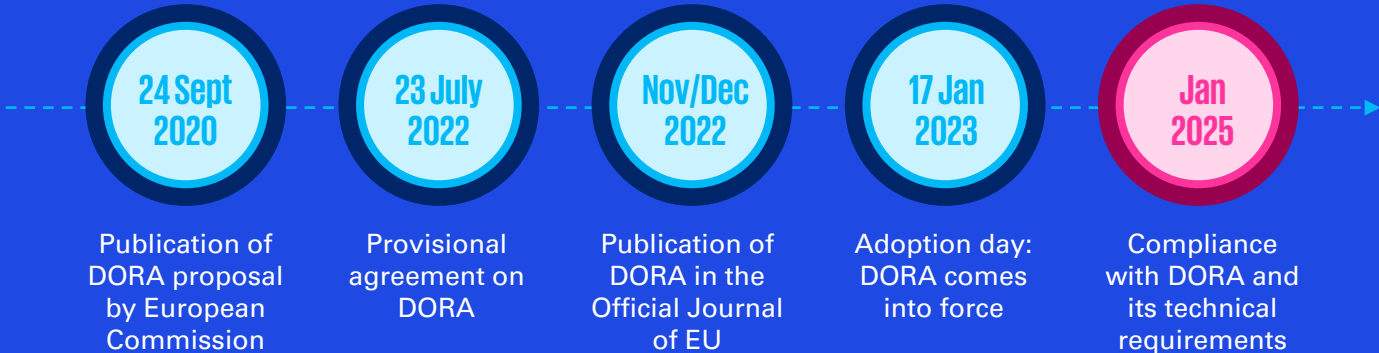 24 Sept
2020
23 July
2022
Nov/Dec
2022
17 Jan
2023
Jan
2025
Publication of
DORA proposal
by European
Commission
Provisional
agreement on
DORA
Publication of
DORA in the
Official Journal
of EU
Adoption day:
DORA comes
into force
Compliance
with DORA and
its technical
requirements